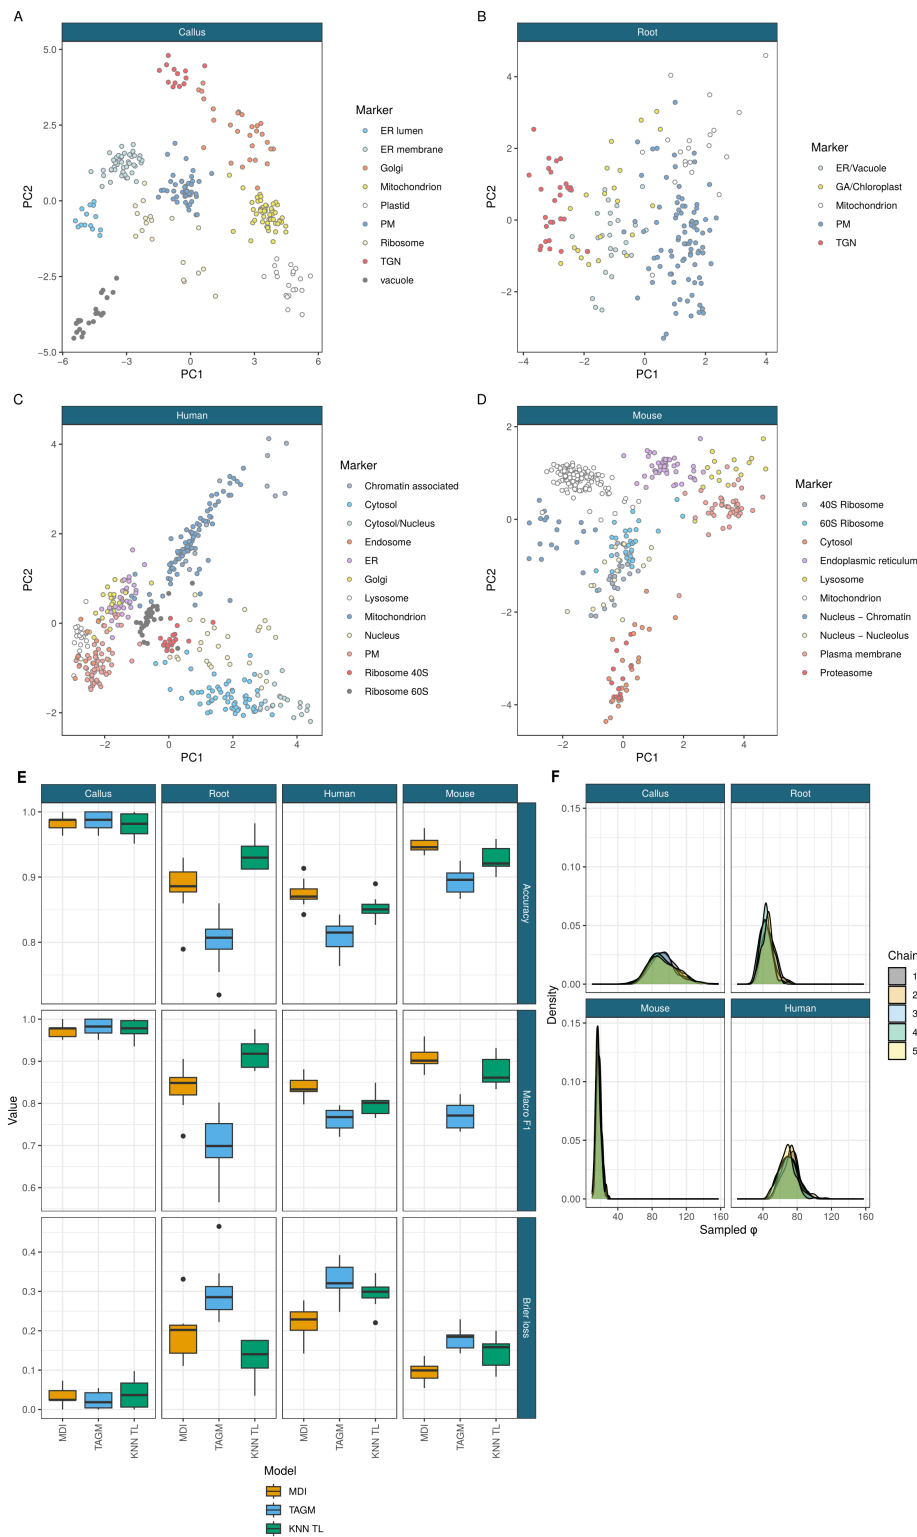 A
Callus
5.0
2.5
0.0
−2.5
−5.0
PC2
−6
−3
0
3
6
PC1
Marker
ER lumen
ER membrane
Golgi
Mitochondrion
Plastid
PM
Ribosome
TGN
vacuole
B
Root
4
2
0
−2
PC2
−4
−2
0
2
4
PC1
Marker
ER/Vacuole
GA/Chloroplast
Mitochondrion
PM
TGN
C
Human
4
2
0
−2
PC2
−2
0
2
4
PC1
Marker
Chromatin associated
Cytosol
Cytosol/Nucleus
Endosome
ER
Golgi
Lysosome
Mitochondrion
Nucleus
PM
Ribosome 40S
Ribosome 60S
D
Mouse
2
0
−2
−4
PC2
−2
0
2
4
PC1
Marker
40S Ribosome
60S Ribosome
Cytosol
Endoplasmic reticulum
Lysosome
Mitochondrion
Nucleus − Chromatin
Nucleus − Nucleolus
Plasma membrane
Proteasome
E
Callus
Root
Human
Mouse
1.0
0.9
0.8
Accuracy
1.0
0.9
0.8
0.7
0.6
Macro F1
Value
0.4
0.3
0.2
0.1
0.0
Brier loss
MDI
TAGM
KNN TL
MDI
TAGM
KNN TL
MDI
TAGM
KNN TL
MDI
TAGM
KNN TL
Model
MDI
TAGM
KNN TL
F
Callus
Root
0.15
0.10
0.05
0.00
Mouse
Human
0.15
0.10
0.05
0.00
Density
40
80
120
160
40
80
120
160
Sampled φ
Chain
1
2
3
4
5